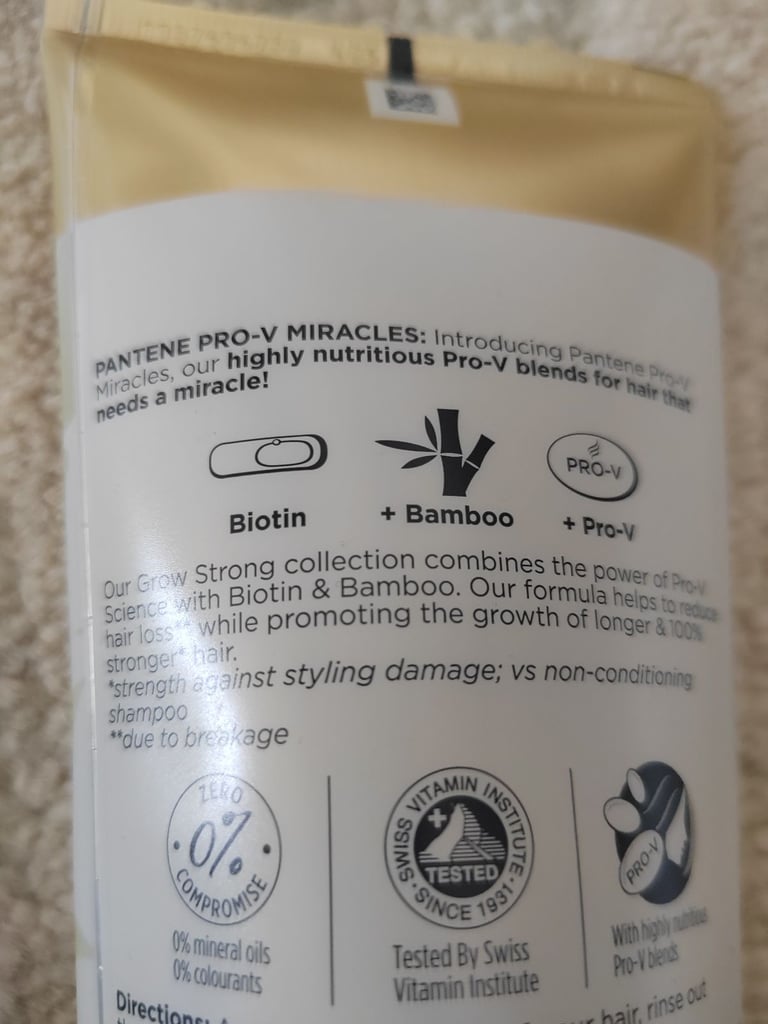 PANTENE PRO-V MIRACLES: Introducing Pantene Pro-V
Miracles, our highly nutritious Pro-V blends for hair that
needs a miracle!
PRO-V
Biotin
+ Bamboo
+ Pro-V
Our Grow Strong collection combines the power of Pro-V
Science with Biotin & Bamboo. Our formula helps to reduce
hair loss** while promoting the growth of longer & 100%
stronger* hair.
*strength against styling damage; vs non-conditioning
shampoo
**due to breakage
ZERO
0%
COMPROMISE
SWISS VITAMIN INSTITUTE
TESTED
SINCE 1931
PRO-V
0% mineral oils
0% colourants
Tested By Swiss
Vitamin Institute
With highly nutritious
Pro-V blends
Directions:
hair, rinse out